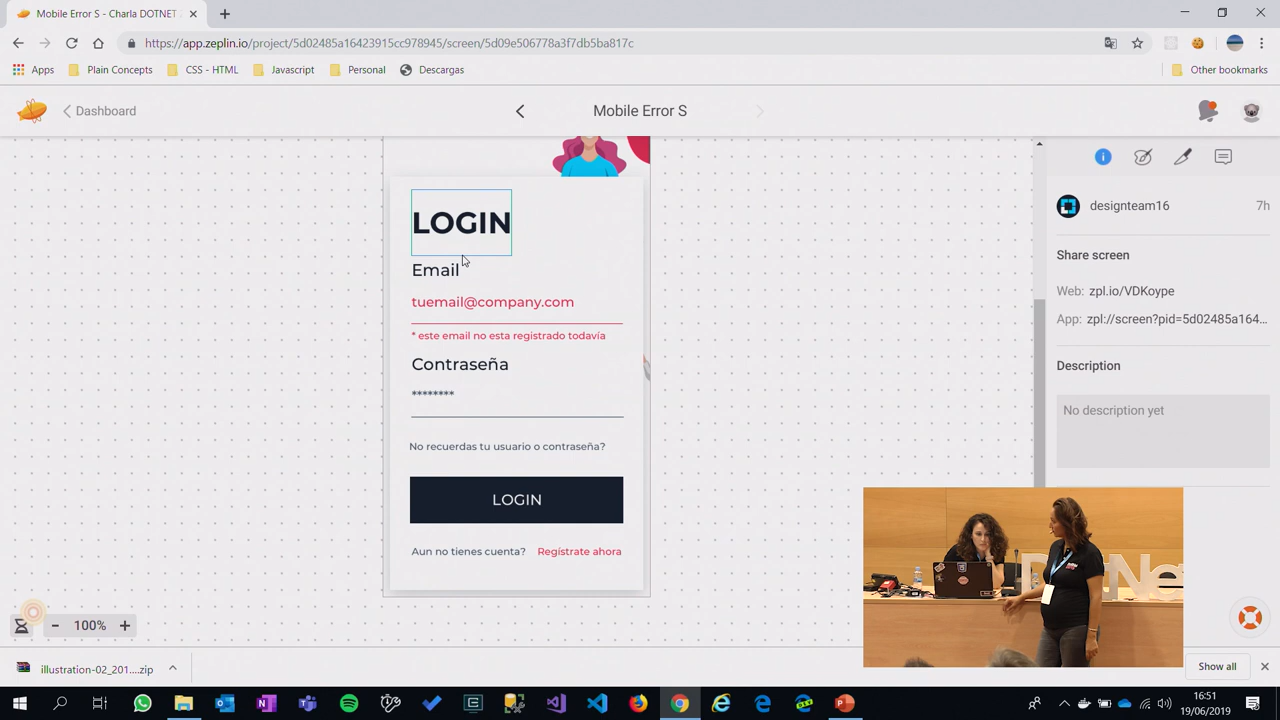 Mobile Error S - Charla DOTNET
https://app.zeplin.io/project/5d02485a16423915cc978945/screen/5d09e506778a3f7db5ba817c
Apps Plain Concepts CSS - HTML Javascript Personal Descargas Other bookmarks
Dashboard Mobile Error S
designteam16 7h
Share screen
Web: zpl.io/VDKoype
App: zpl://screen?pid=5d02485a164...
Description
No description yet
LOGIN
Email
tuemail@company.com
* este email no esta registrado todavía
Contraseña
********
No recuerdas tu usuario o contraseña?
LOGIN
Aun no tienes cuenta? Regístrate ahora
100%
illustration-02_201....zip
Show all
16:51
19/06/2019